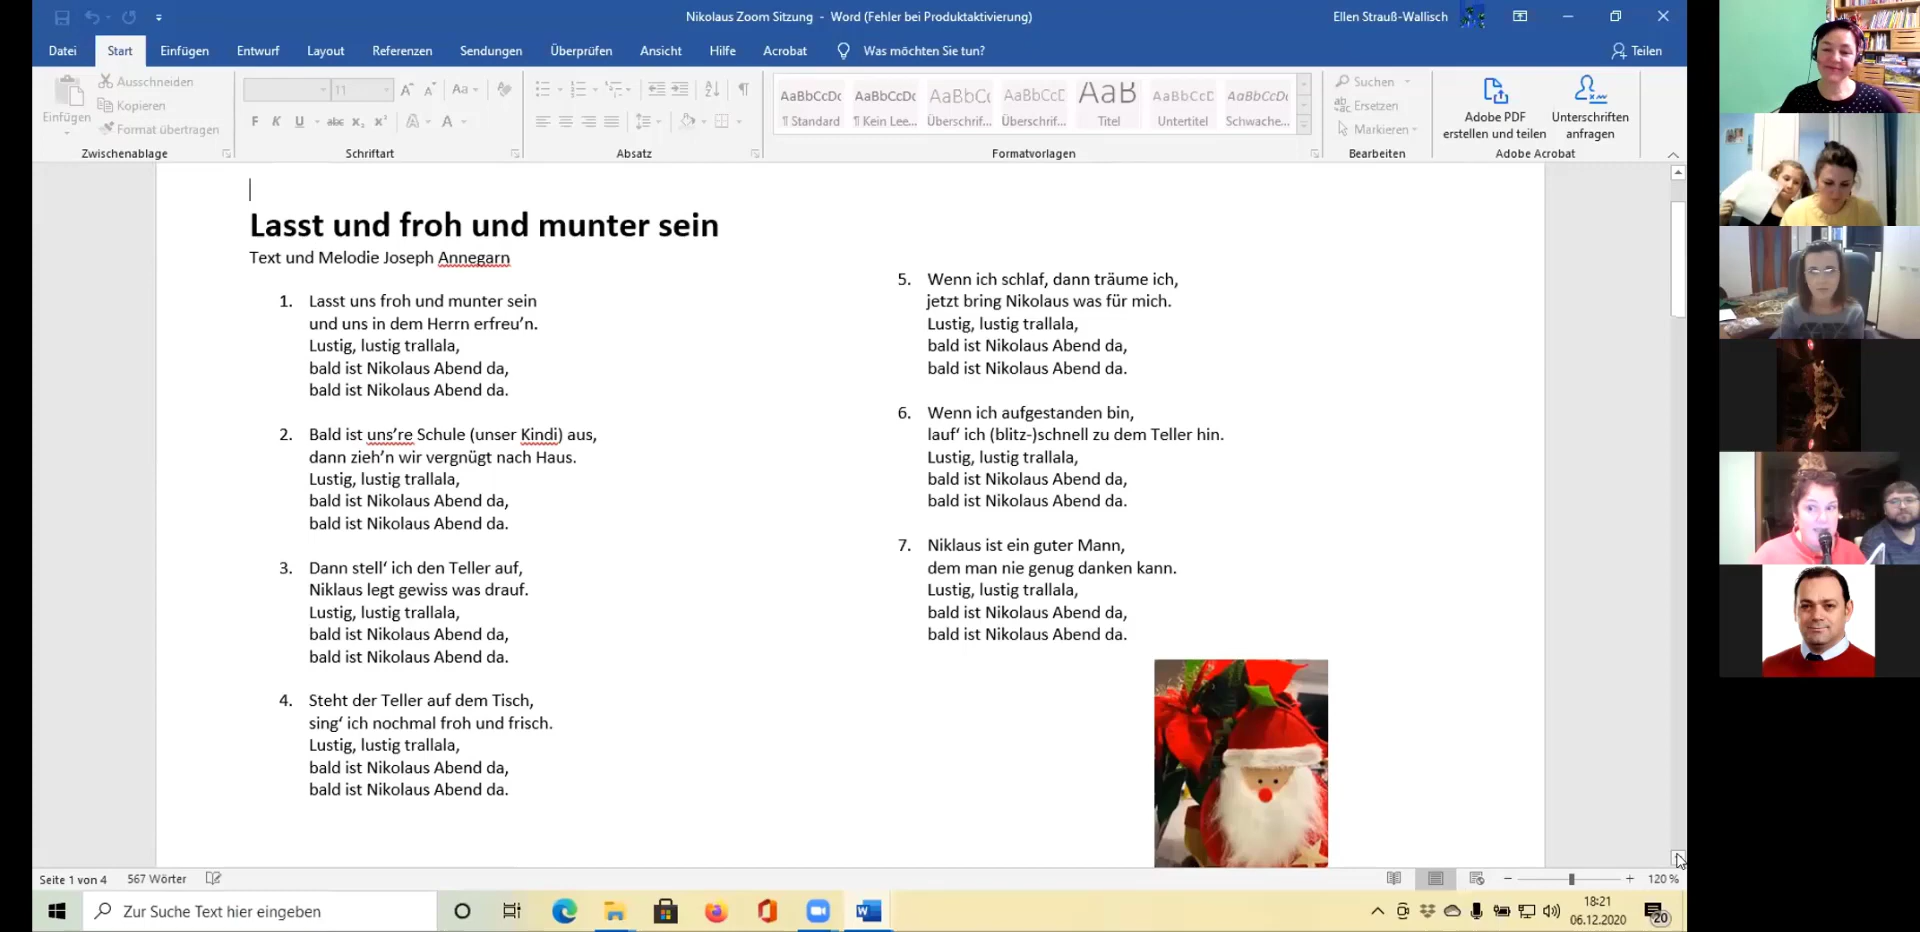 Nikolaus Zoom Sitzung - Word (Fehler bei Produktaktivierung)
Ellen Strauß-Wallisch
Datei Start Einfügen Entwurf Layout Referenzen Sendungen Überprüfen Ansicht Hilfe Acrobat Was möchten Sie tun? Teilen
Einfügen
Ausschneiden
Kopieren
Format übertragen
Zwischenablage
11
F K U abc x₂ x²
Schriftart
Absatz
AaBbCcDc AaBbCcDc AaBbCc AaBbCcD AaB AaBbCcD AaBbCcDc
¶ Standard ¶ Kein Lee... Überschrif... Überschrif... Titel Untertitel Schwache...
Formatvorlagen
Suchen
Ersetzen
Markieren
Bearbeiten
Adobe PDF
erstellen und teilen
Unterschriften
anfragen
Adobe Acrobat
Lasst und froh und munter sein
Text und Melodie Joseph Annegarn
1. Lasst uns froh und munter sein
und uns in dem Herrn erfreu’n.
Lustig, lustig trallala,
bald ist Nikolaus Abend da,
bald ist Nikolaus Abend da.
2. Bald ist uns’re Schule (unser Kindi) aus,
dann zieh’n wir vergnügt nach Haus.
Lustig, lustig trallala,
bald ist Nikolaus Abend da,
bald ist Nikolaus Abend da.
3. Dann stell‘ ich den Teller auf,
Niklaus legt gewiss was drauf.
Lustig, lustig trallala,
bald ist Nikolaus Abend da,
bald ist Nikolaus Abend da.
4. Steht der Teller auf dem Tisch,
sing‘ ich nochmal froh und frisch.
Lustig, lustig trallala,
bald ist Nikolaus Abend da,
bald ist Nikolaus Abend da.
5. Wenn ich schlaf, dann träume ich,
jetzt bring Nikolaus was für mich.
Lustig, lustig trallala,
bald ist Nikolaus Abend da,
bald ist Nikolaus Abend da.
6. Wenn ich aufgestanden bin,
lauf‘ ich (blitz-)schnell zu dem Teller hin.
Lustig, lustig trallala,
bald ist Nikolaus Abend da,
bald ist Nikolaus Abend da.
7. Niklaus ist ein guter Mann,
dem man nie genug danken kann.
Lustig, lustig trallala,
bald ist Nikolaus Abend da,
bald ist Nikolaus Abend da.
Seite 1 von 4 567 Wörter
120 %
Zur Suche Text hier eingeben
18:21
06.12.2020
20